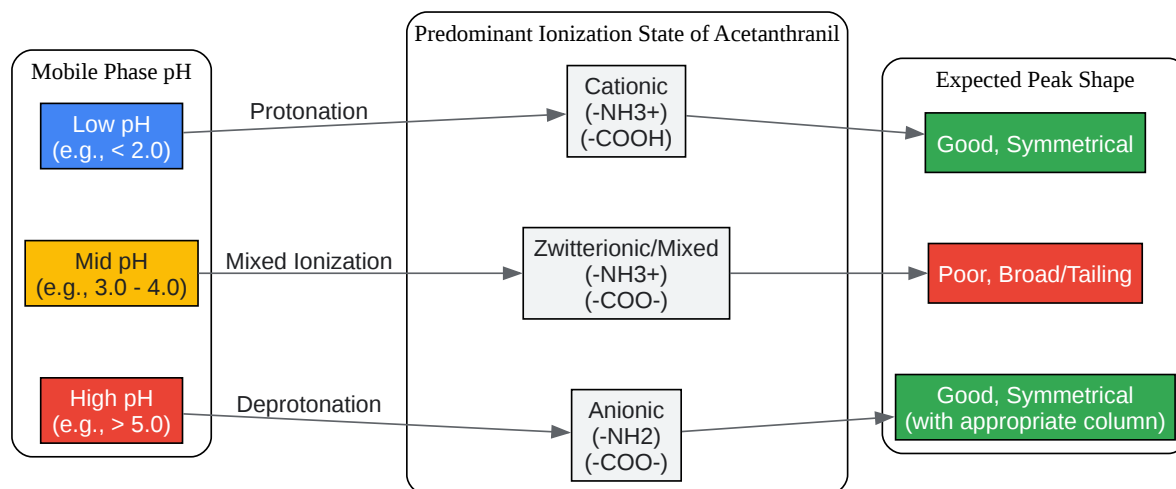 Mobile Phase pH
Low pH
(e.g., < 2.0)
Mid pH
(e.g., 3.0 - 4.0)
High pH
(e.g., > 5.0)
Protonation
Mixed Ionization
Deprotonation
Predominant Ionization State of Acetanthranil
Cationic
(-NH3+)
(-COOH)
Zwitterionic/Mixed
(-NH3+)
(-COO-)
Anionic
(-NH2)
(-COO-)
Expected Peak Shape
Good, Symmetrical
Poor, Broad/Tailing
Good, Symmetrical
(with appropriate column)